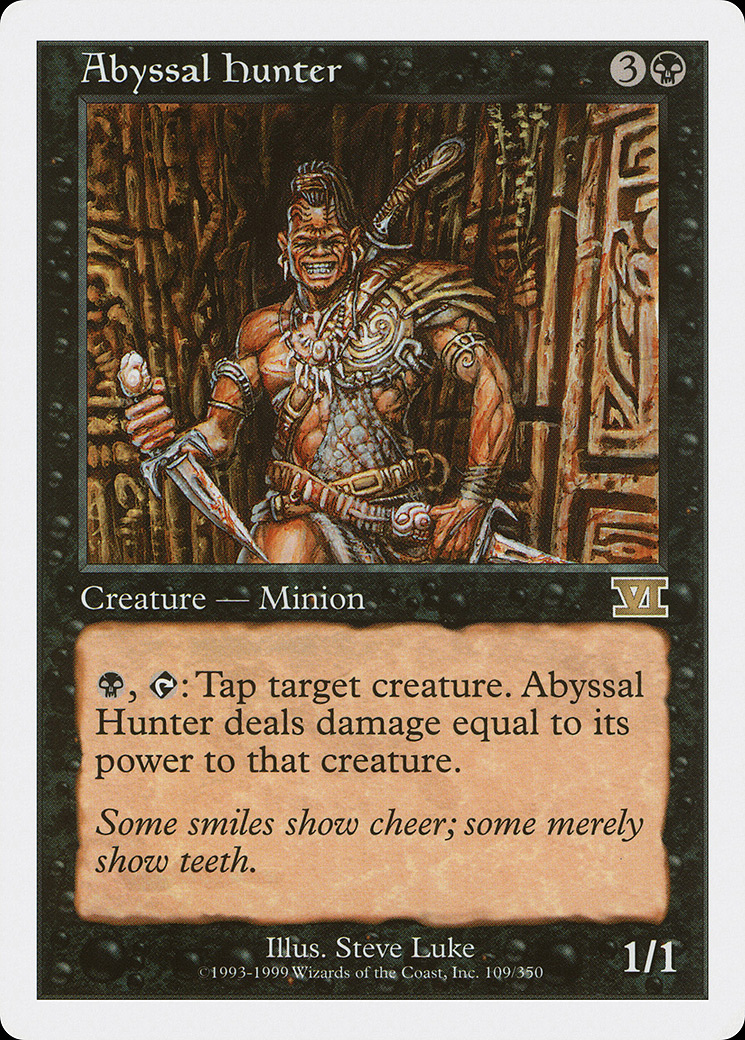 Abyssal Hunter
3
Creature — Minion
VI
, : Tap target creature. Abyssal
Hunter deals damage equal to its
power to that creature.
Some smiles show cheer; some merely
show teeth.
Illus. Steve Luke
©1993-1999 Wizards of the Coast, Inc. 109/350
1/1